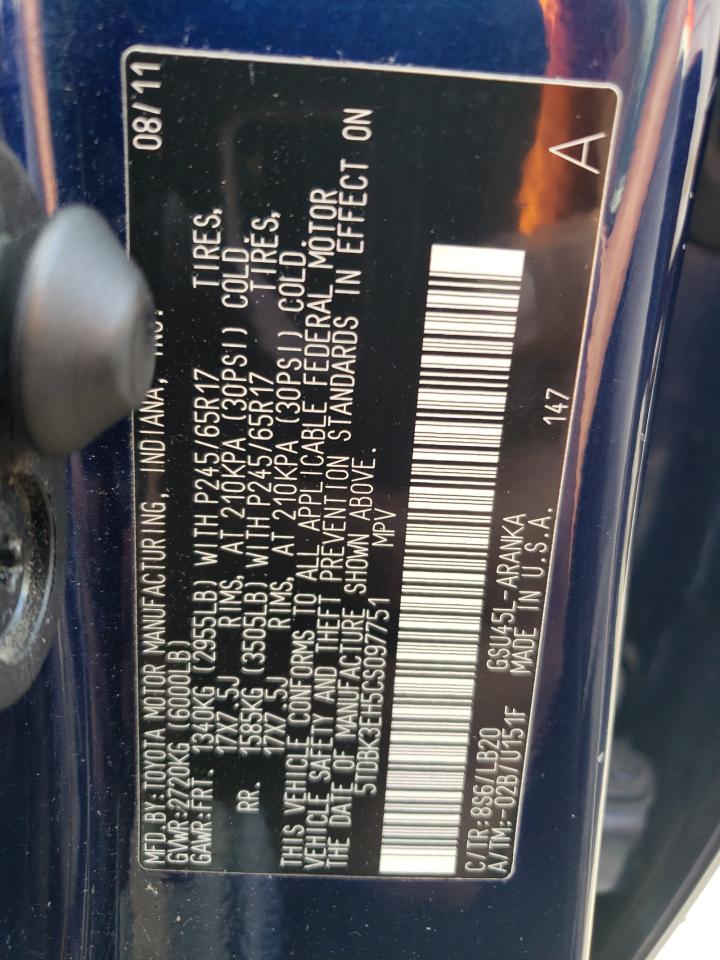 MFD.BY:TOYOTA MOTOR MANUFACTURING, INDIANA, INC. 08/11
GVWR:2720KG (6000LB)
GAWR:FRT. 1340KG (2955LB) WITH P245/65R17 TIRES,
17X7.5J RIMS, AT 210KPA (30PSI) COLD.
RR. 1585KG (3505LB) WITH P245/65R17 TIRES,
17X7.5J RIMS, AT 210KPA (30PSI) COLD.
THIS VEHICLE CONFORMS TO ALL APPLICABLE FEDERAL MOTOR
VEHICLE SAFETY AND THEFT PREVENTION STANDARDS IN EFFECT ON
THE DATE OF MANUFACTURE SHOWN ABOVE.
5TDBK3EH5CS097751 MPV
C/TR:8S6/LB20 GSU45L-ARANKA 147
A/TM:-02B/U151F MADE IN U.S.A.
A